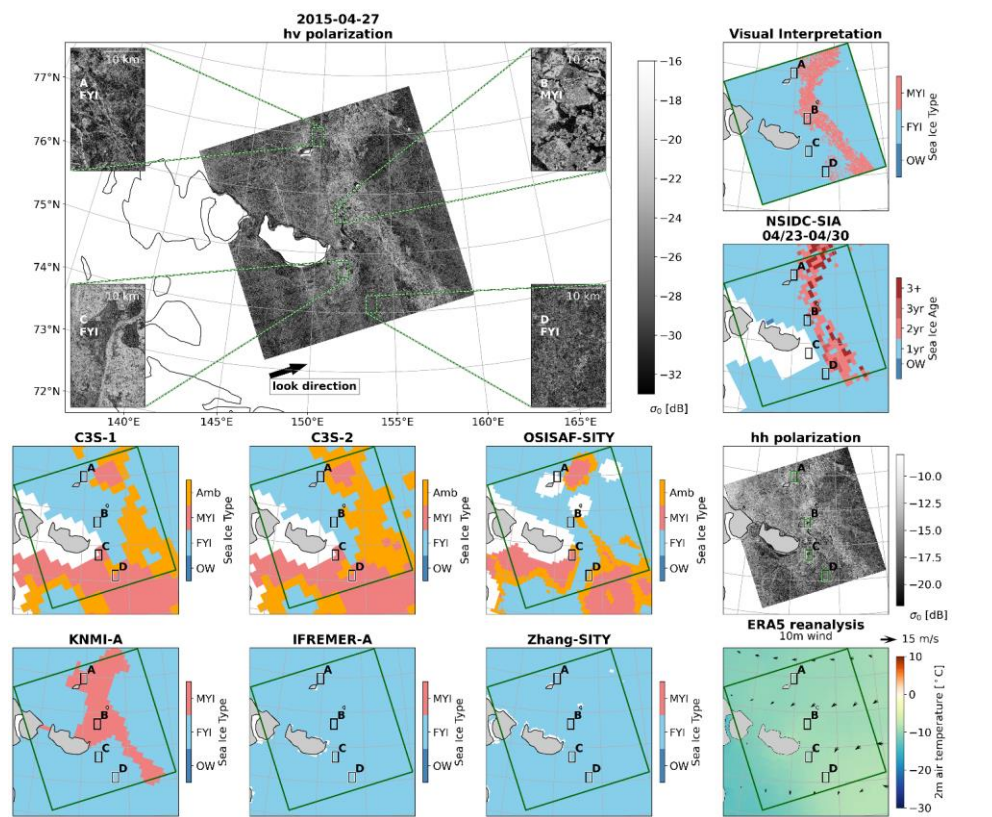 2015-04-27
hv polarization
77°N
76°N
75°N
74°N
73°N
72°N
140°E
145°E
150°E
155°E
160°E
165°E
10 km
A
FYI
10 km
B
MYI
10 km
C
FYI
10 km
D
FYI
look direction
−16
−18
−20
−22
−24
−26
−28
−30
−32
σ₀ [dB]
Visual Interpretation
A
B
C
D
MYI
FYI
OW
Sea Ice Type
NSIDC-SIA
04/23-04/30
A
B
C
D
3+
3yr
2yr
1yr
OW
Sea Ice Age
C3S-1
A
B
C
D
Amb
MYI
FYI
OW
Sea Ice Type
C3S-2
A
B
C
D
Amb
MYI
FYI
OW
Sea Ice Type
OSISAF-SITY
A
B
C
D
Amb
MYI
FYI
OW
Sea Ice Type
hh polarization
A
B
C
D
−10.0
−12.5
−15.0
−17.5
−20.0
σ₀ [dB]
KNMI-A
A
B
C
D
MYI
FYI
OW
Sea Ice Type
IFREMER-A
A
B
C
D
MYI
FYI
OW
Sea Ice Type
Zhang-SITY
A
B
C
D
MYI
FYI
OW
Sea Ice Type
ERA5 reanalysis
10m wind
15 m/s
A
B
C
D
10
0
−10
−20
−30
2m air temperature [°C]